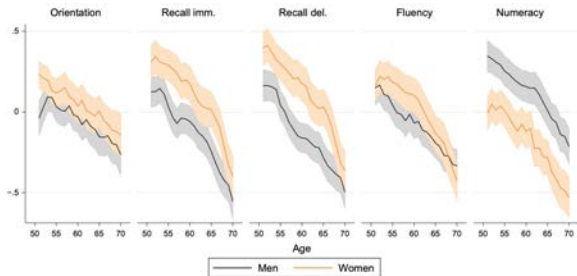 Orientation Recall imm. Recall del. Fluency Numeracy
.5
0
-.5
50 55 60 65 70 50 55 60 65 70 50 55 60 65 70 50 55 60 65 70 50 55 60 65 70
Age
Men Women